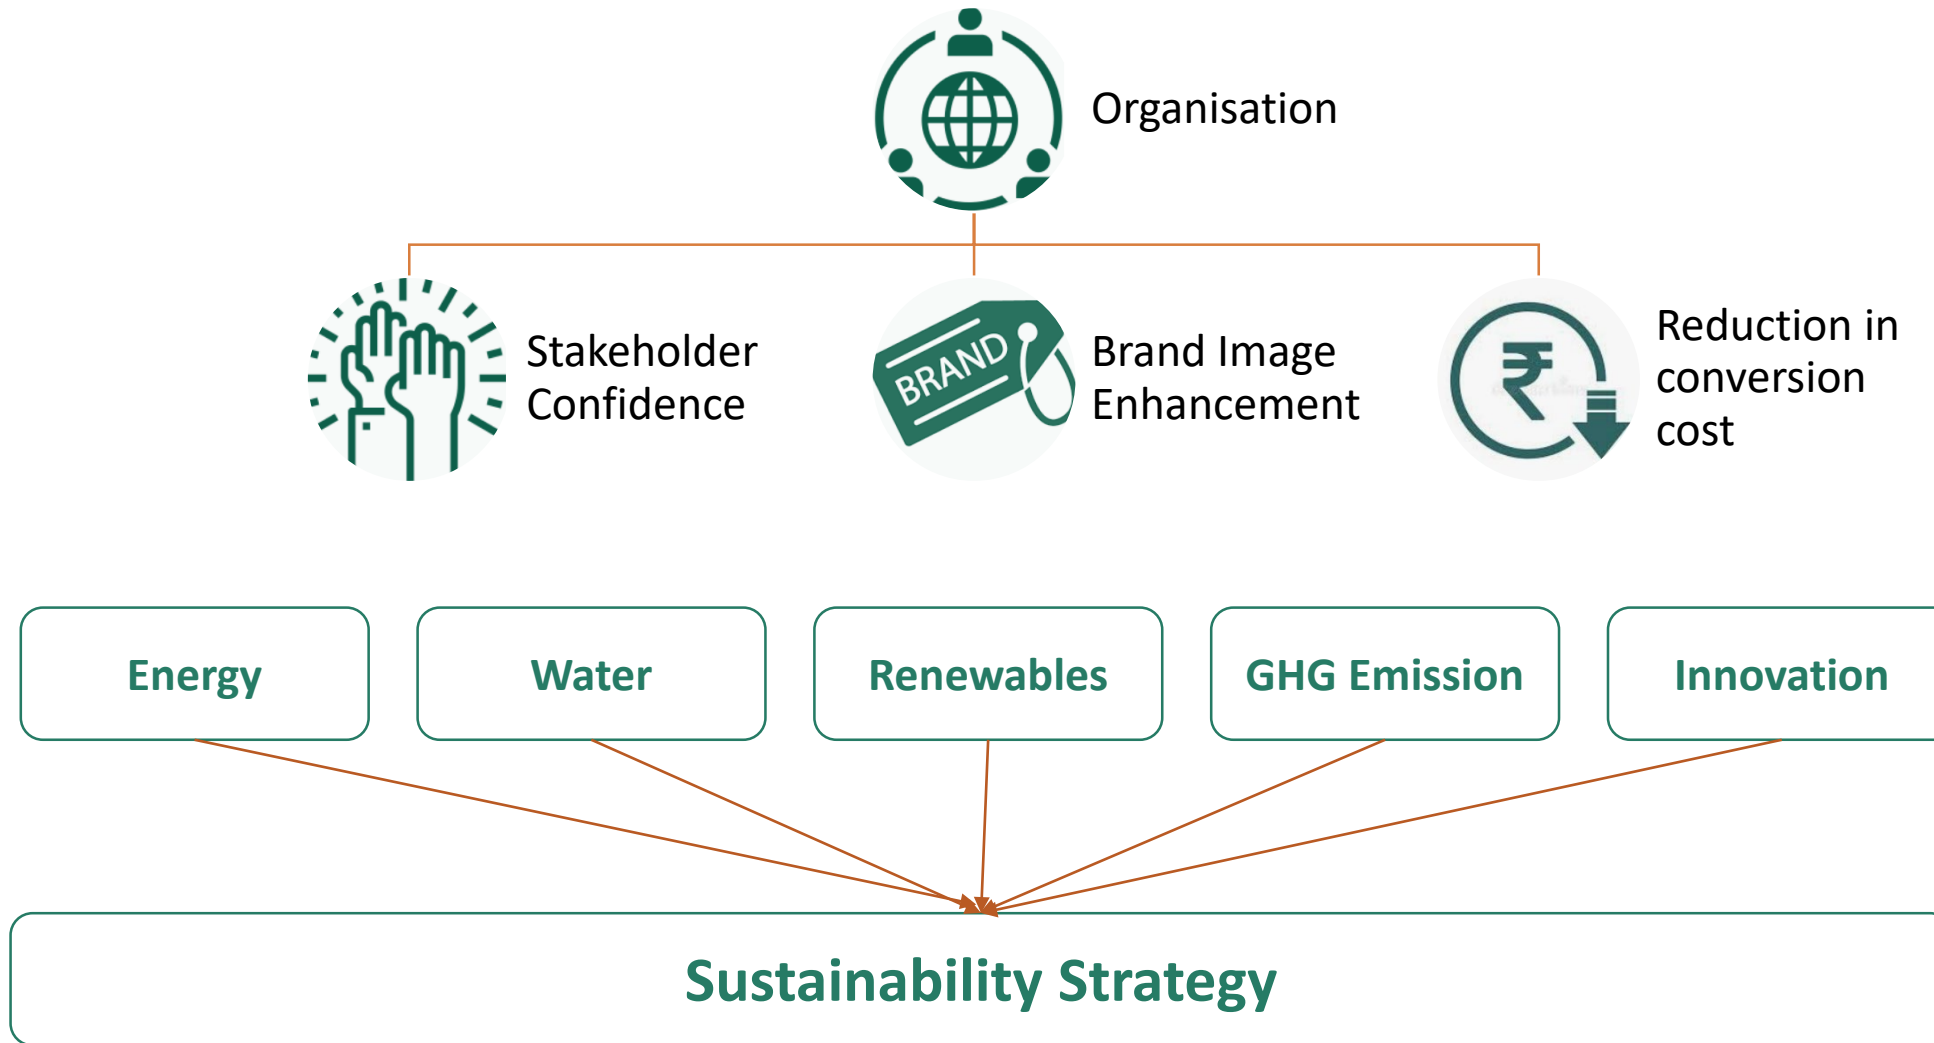 Organisation
Stakeholder
Confidence
BRAND
Brand Image
Enhancement
₹
Reduction in
conversion
cost
Energy
Water
Renewables
GHG Emission
Innovation
Sustainability Strategy